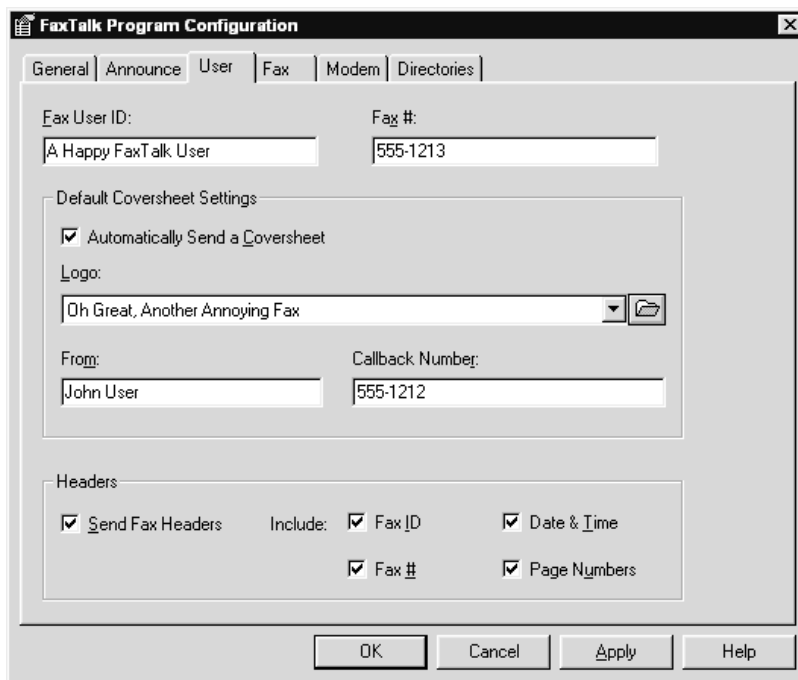 FaxTalk Program Configuration
General Announce User Fax Modem Directories
Fax User ID: Fax #:
A Happy FaxTalk User 555-1213
Default Coversheet Settings
Automatically Send a Coversheet
Logo:
Oh Great, Another Annoying Fax
From: Callback Number:
John User 555-1212
Headers
Send Fax Headers Include: Fax ID Date & Time
Fax # Page Numbers
OK Cancel Apply Help